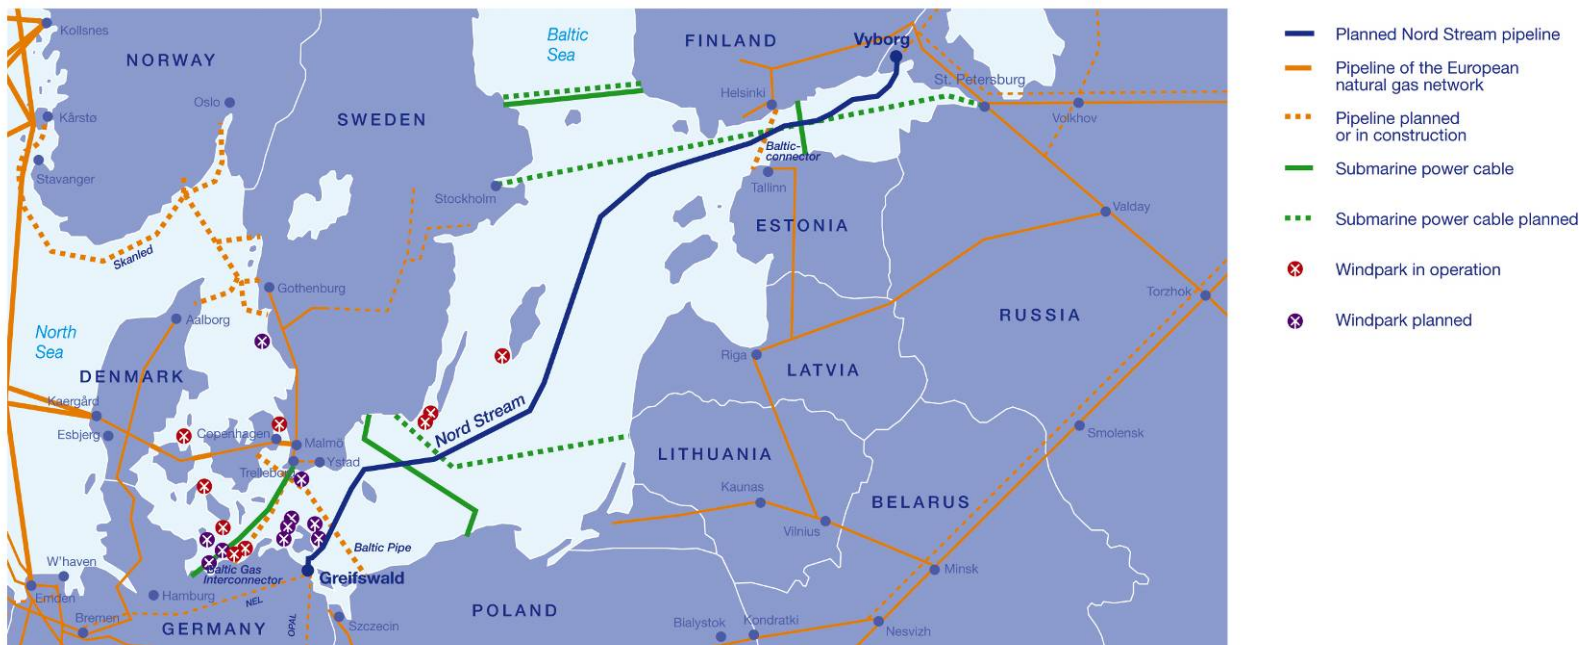 Kollsnes
NORWAY
Baltic
Sea
FINLAND
Vyborg
Planned Nord Stream pipeline
Pipeline of the European
natural gas network
Oslo
Helsinki
St. Petersburg
Kårstø
SWEDEN
Volkhov
Pipeline planned
or in construction
Baltic-
connector
Stavanger
Submarine power cable
Stockholm
Tallinn
Valday
ESTONIA
Submarine power cable planned
Skanled
Windpark in operation
Gothenburg
Torzhok
Aalborg
RUSSIA
Windpark planned
North
Sea
Riga
DENMARK
LATVIA
Kaergård
Nord Stream
Esbjerg
Copenhagen
Malmö
Smolensk
Ystad
LITHUANIA
Trelleborg
Kaunas
BELARUS
Vilnius
Baltic Pipe
W'haven
Baltic Gas
Interconnector
Greifswald
Minsk
Emden
Hamburg
NEL
POLAND
Bremen
GERMANY
OPAL
Szczecin
Bialystok
Kondratki
Nesvizh